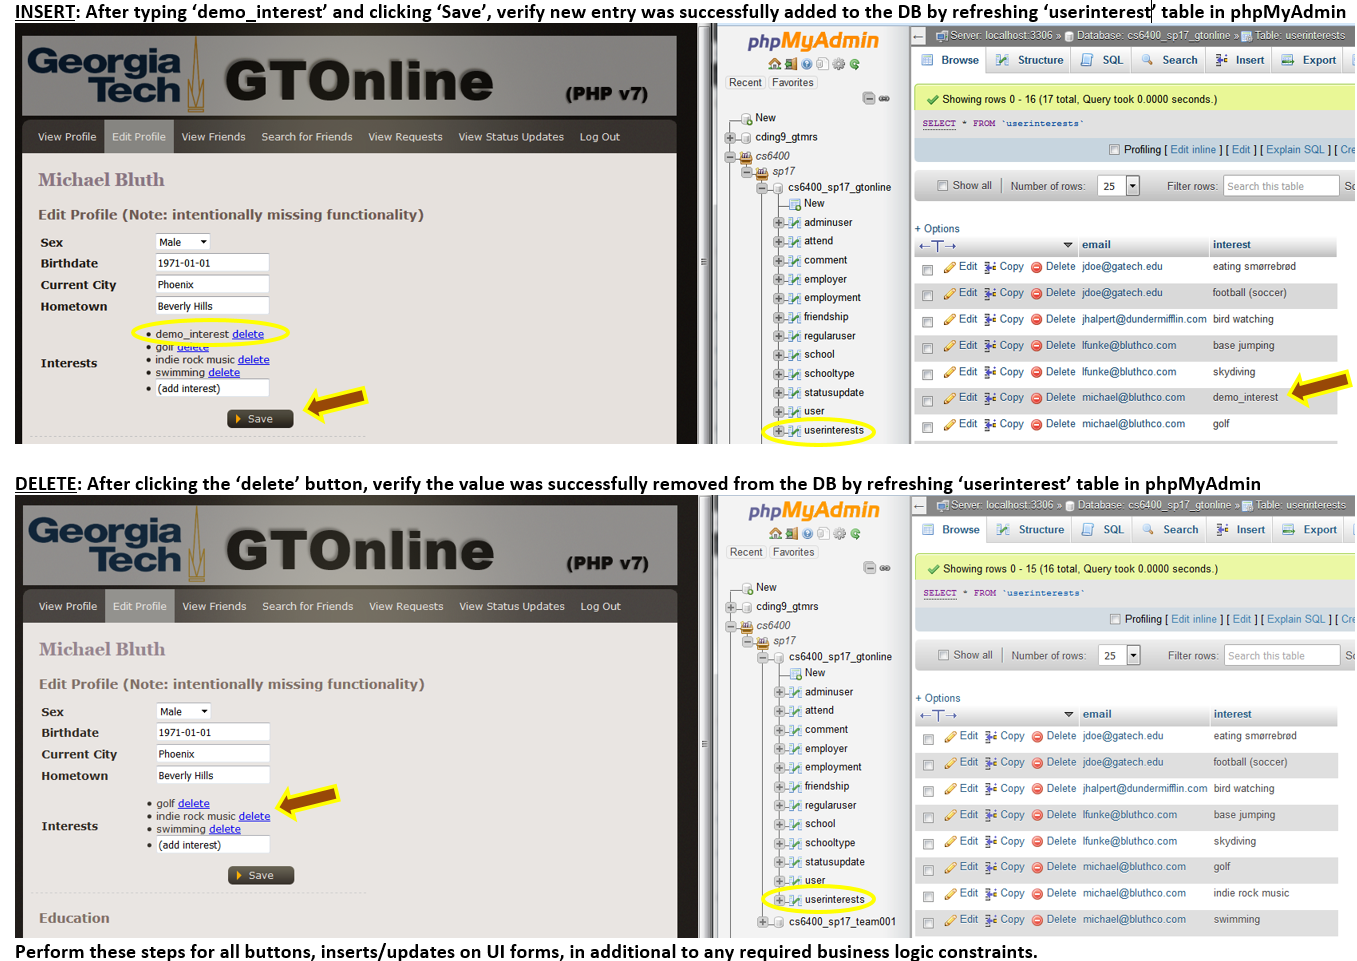 INSERT: After typing ‘demo_interest’ and clicking ‘Save’, verify new entry was successfully added to the DB by refreshing ‘userinterest’ table in phpMyAdmin
Georgia
Tech
GTOnline
(PHP v7)
View Profile Edit Profile View Friends Search for Friends View Requests View Status Updates Log Out
Michael Bluth
Edit Profile (Note: intentionally missing functionality)
Sex Male
Birthdate 1971-01-01
Current City Phoenix
Hometown Beverly Hills
Interests
• demo_interest delete
• golf delete
• indie rock music delete
• swimming delete
• (add interest)
Save
phpMyAdmin
Recent Favorites
New
cding9_gtmrs
cs6400
sp17
cs6400_sp17_gtonline
New
adminuser
attend
comment
employer
employment
friendship
regularuser
school
schooltype
statusupdate
user
userinterests
Server: localhost:3306 » Database: cs6400_sp17_gtonline » Table: userinterests
Browse Structure SQL Search Insert Export
Showing rows 0 - 16 (17 total, Query took 0.0000 seconds.)
SELECT * FROM `userinterests`
Profiling [ Edit inline ] [ Edit ] [ Explain SQL ] [ Cre
Show all Number of rows: 25 Filter rows: Search this table Sc
+ Options
←T→ email interest
Edit Copy Delete jdoe@gatech.edu eating smørrebrød
Edit Copy Delete jdoe@gatech.edu football (soccer)
Edit Copy Delete jhalpert@dundermifflin.com bird watching
Edit Copy Delete lfunke@bluthco.com base jumping
Edit Copy Delete lfunke@bluthco.com skydiving
Edit Copy Delete michael@bluthco.com demo_interest
Edit Copy Delete michael@bluthco.com golf
DELETE: After clicking the ‘delete’ button, verify the value was successfully removed from the DB by refreshing ‘userinterest’ table in phpMyAdmin
Georgia
Tech
GTOnline
(PHP v7)
View Profile Edit Profile View Friends Search for Friends View Requests View Status Updates Log Out
Michael Bluth
Edit Profile (Note: intentionally missing functionality)
Sex Male
Birthdate 1971-01-01
Current City Phoenix
Hometown Beverly Hills
Interests
• golf delete
• indie rock music delete
• swimming delete
• (add interest)
Save
Education
phpMyAdmin
Recent Favorites
New
cding9_gtmrs
cs6400
sp17
cs6400_sp17_gtonline
New
adminuser
attend
comment
employer
employment
friendship
regularuser
school
schooltype
statusupdate
user
userinterests
cs6400_sp17_team001
Server: localhost:3306 » Database: cs6400_sp17_gtonline » Table: userinterests
Browse Structure SQL Search Insert Export
Showing rows 0 - 15 (16 total, Query took 0.0000 seconds.)
SELECT * FROM `userinterests`
Profiling [ Edit inline ] [ Edit ] [ Explain SQL ] [ Cre
Show all Number of rows: 25 Filter rows: Search this table Sc
+ Options
←T→ email interest
Edit Copy Delete jdoe@gatech.edu eating smørrebrød
Edit Copy Delete jdoe@gatech.edu football (soccer)
Edit Copy Delete jhalpert@dundermifflin.com bird watching
Edit Copy Delete lfunke@bluthco.com base jumping
Edit Copy Delete lfunke@bluthco.com skydiving
Edit Copy Delete michael@bluthco.com golf
Edit Copy Delete michael@bluthco.com indie rock music
Edit Copy Delete michael@bluthco.com swimming
Perform these steps for all buttons, inserts/updates on UI forms, in additional to any required business logic constraints.